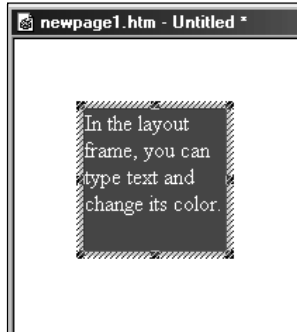 newpage1.htm - Untitled *
In the layout
frame, you can
type text and
change its color.